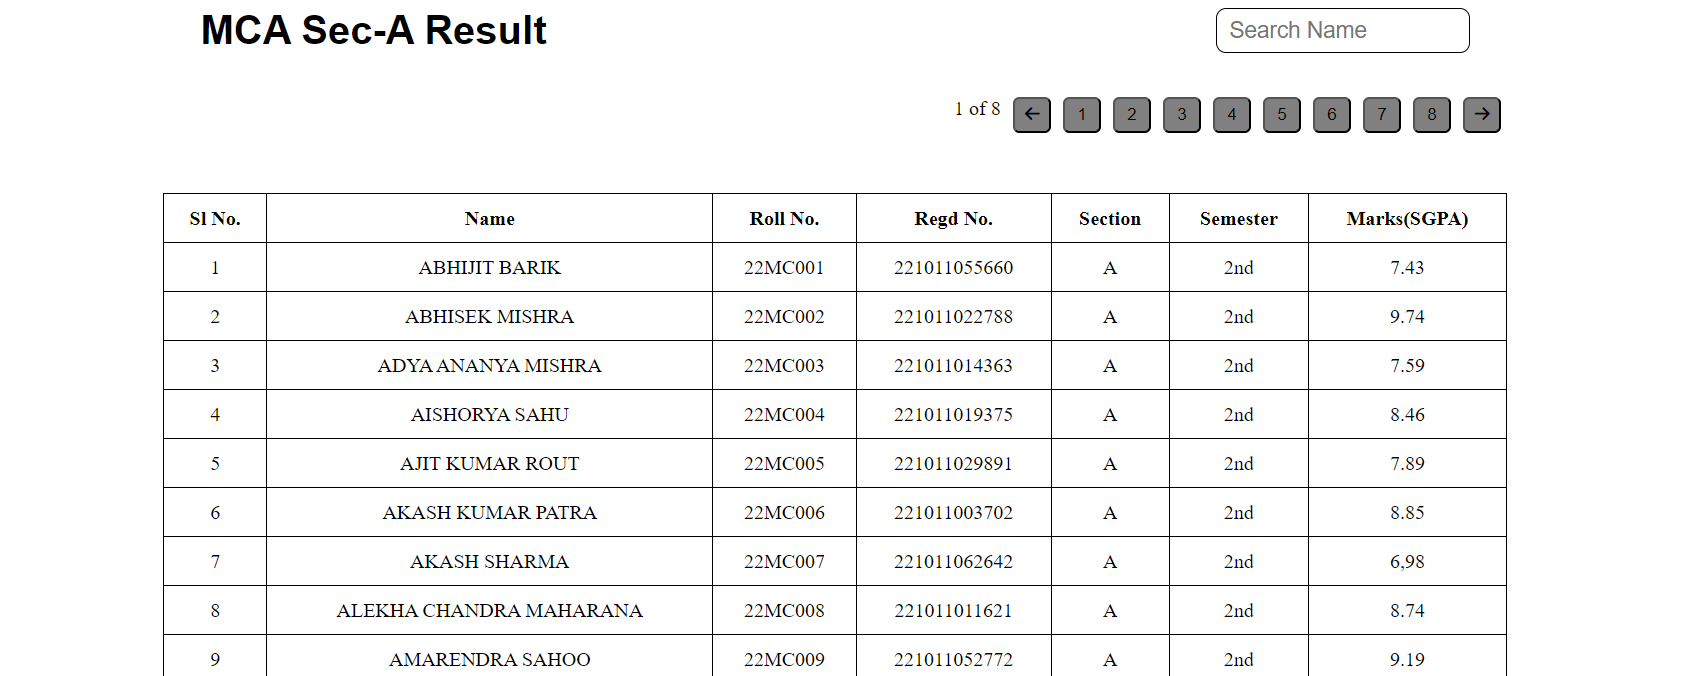 MCA Sec-A Result
Search Name
1 of 8 ← 1 2 3 4 5 6 7 8 →
Sl No. Name Roll No. Regd No. Section Semester Marks(SGPA)
1 ABHIJIT BARIK 22MC001 221011055660 A 2nd 7.43
2 ABHISEK MISHRA 22MC002 221011022788 A 2nd 9.74
3 ADYA ANANYA MISHRA 22MC003 221011014363 A 2nd 7.59
4 AISHORYA SAHU 22MC004 221011019375 A 2nd 8.46
5 AJIT KUMAR ROUT 22MC005 221011029891 A 2nd 7.89
6 AKASH KUMAR PATRA 22MC006 221011003702 A 2nd 8.85
7 AKASH SHARMA 22MC007 221011062642 A 2nd 6,98
8 ALEKHA CHANDRA MAHARANA 22MC008 221011011621 A 2nd 8.74
9 AMARENDRA SAHOO 22MC009 221011052772 A 2nd 9.19